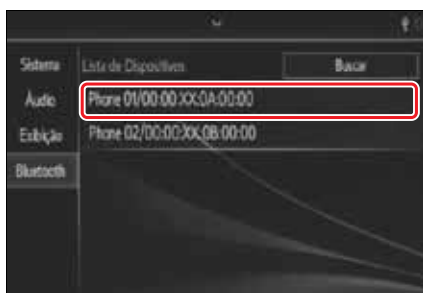 Sistema
Áudio
Exibição
Bluetooth
Lista de Dispositivos
Buscar
Phone 01/00:00:XX:0A:00:00
Phone 02/00:00:XX:0B:00:00